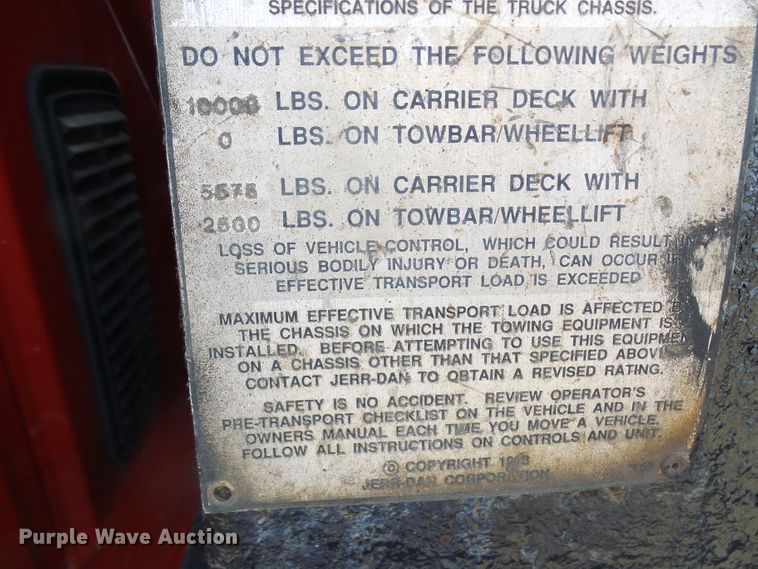 SPECIFICATIONS OF THE TRUCK CHASSIS.
DO NOT EXCEED THE FOLLOWING WEIGHTS
10000 LBS. ON CARRIER DECK WITH
0 LBS. ON TOWBAR/WHEELLIFT
LBS. ON CARRIER DECK WITH
LBS. ON TOWBAR/WHEELLIFT
LOSS OF VEHICLE CONTROL, WHICH COULD RESULT IN
SERIOUS BODILY INJURY OR DEATH, CAN OCCUR IF
EFFECTIVE TRANSPORT LOAD IS EXCEEDED
MAXIMUM EFFECTIVE TRANSPORT LOAD IS AFFECTED
THE CHASSIS ON WHICH THE TOWING EQUIPMENT IS
INSTALLED. BEFORE ATTEMPTING TO USE THIS
ON A CHASSIS OTHER THAN THAT SPECIFIED
CONTACT JERR-DAN TO OBTAIN A REVISED RATING.
SAFETY IS NO ACCIDENT. REVIEW OPERATOR'S
PRE-TRANSPORT CHECKLIST ON THE VEHICLE AND IN THE
OWNERS MANUAL EACH TIME YOU MOVE A VEHICLE.
FOLLOW ALL INSTRUCTIONS ON CONTROLS AND UNIT.
© COPYRIGHT
JERR-DAN CORPORATION
Purple Wave Auction